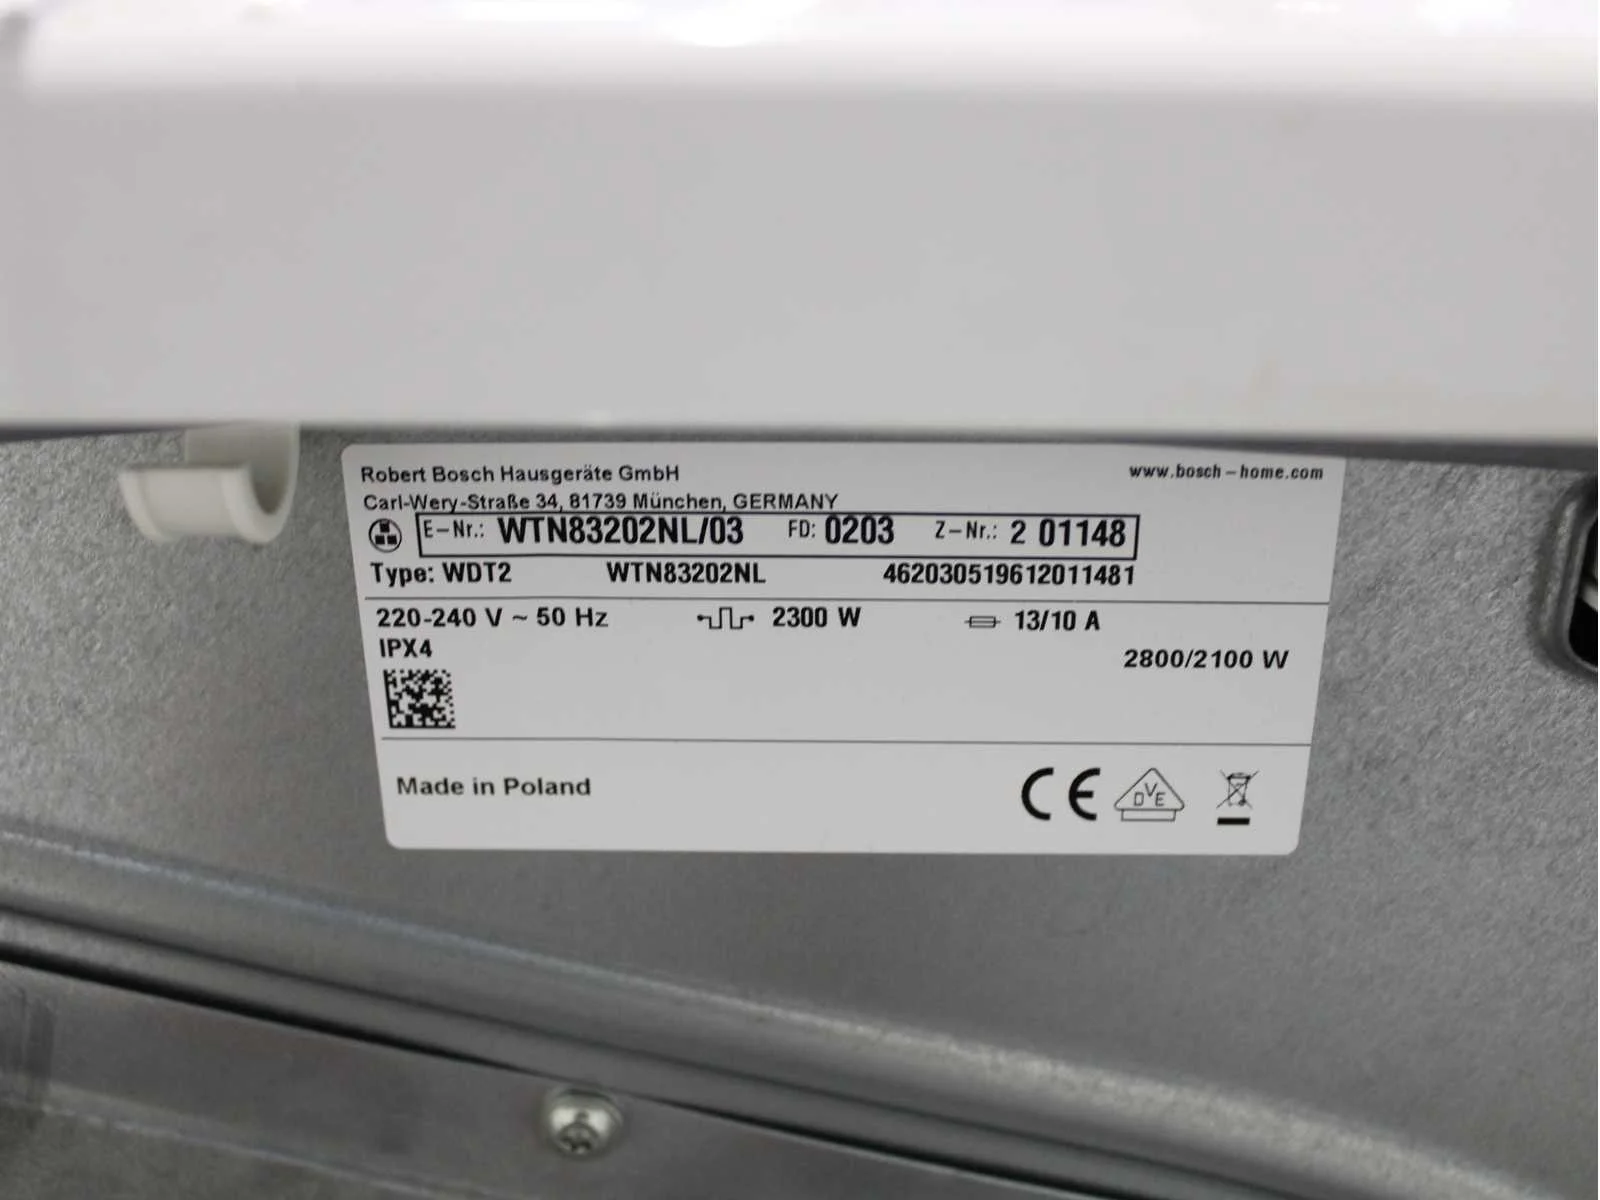 Robert Bosch Hausgeräte GmbH www.bosch-home.com
Carl-Wery-Straße 34, 81739 München, GERMANY
E-Nr.: WTN83202NL/03 FD: 0203 Z-Nr.: 2 01148
Type: WDT2 WTN83202NL 462030519612011481
220-240 V ~ 50 Hz 2300 W 13/10 A
IPX4 2800/2100 W
Made in Poland CE DVE